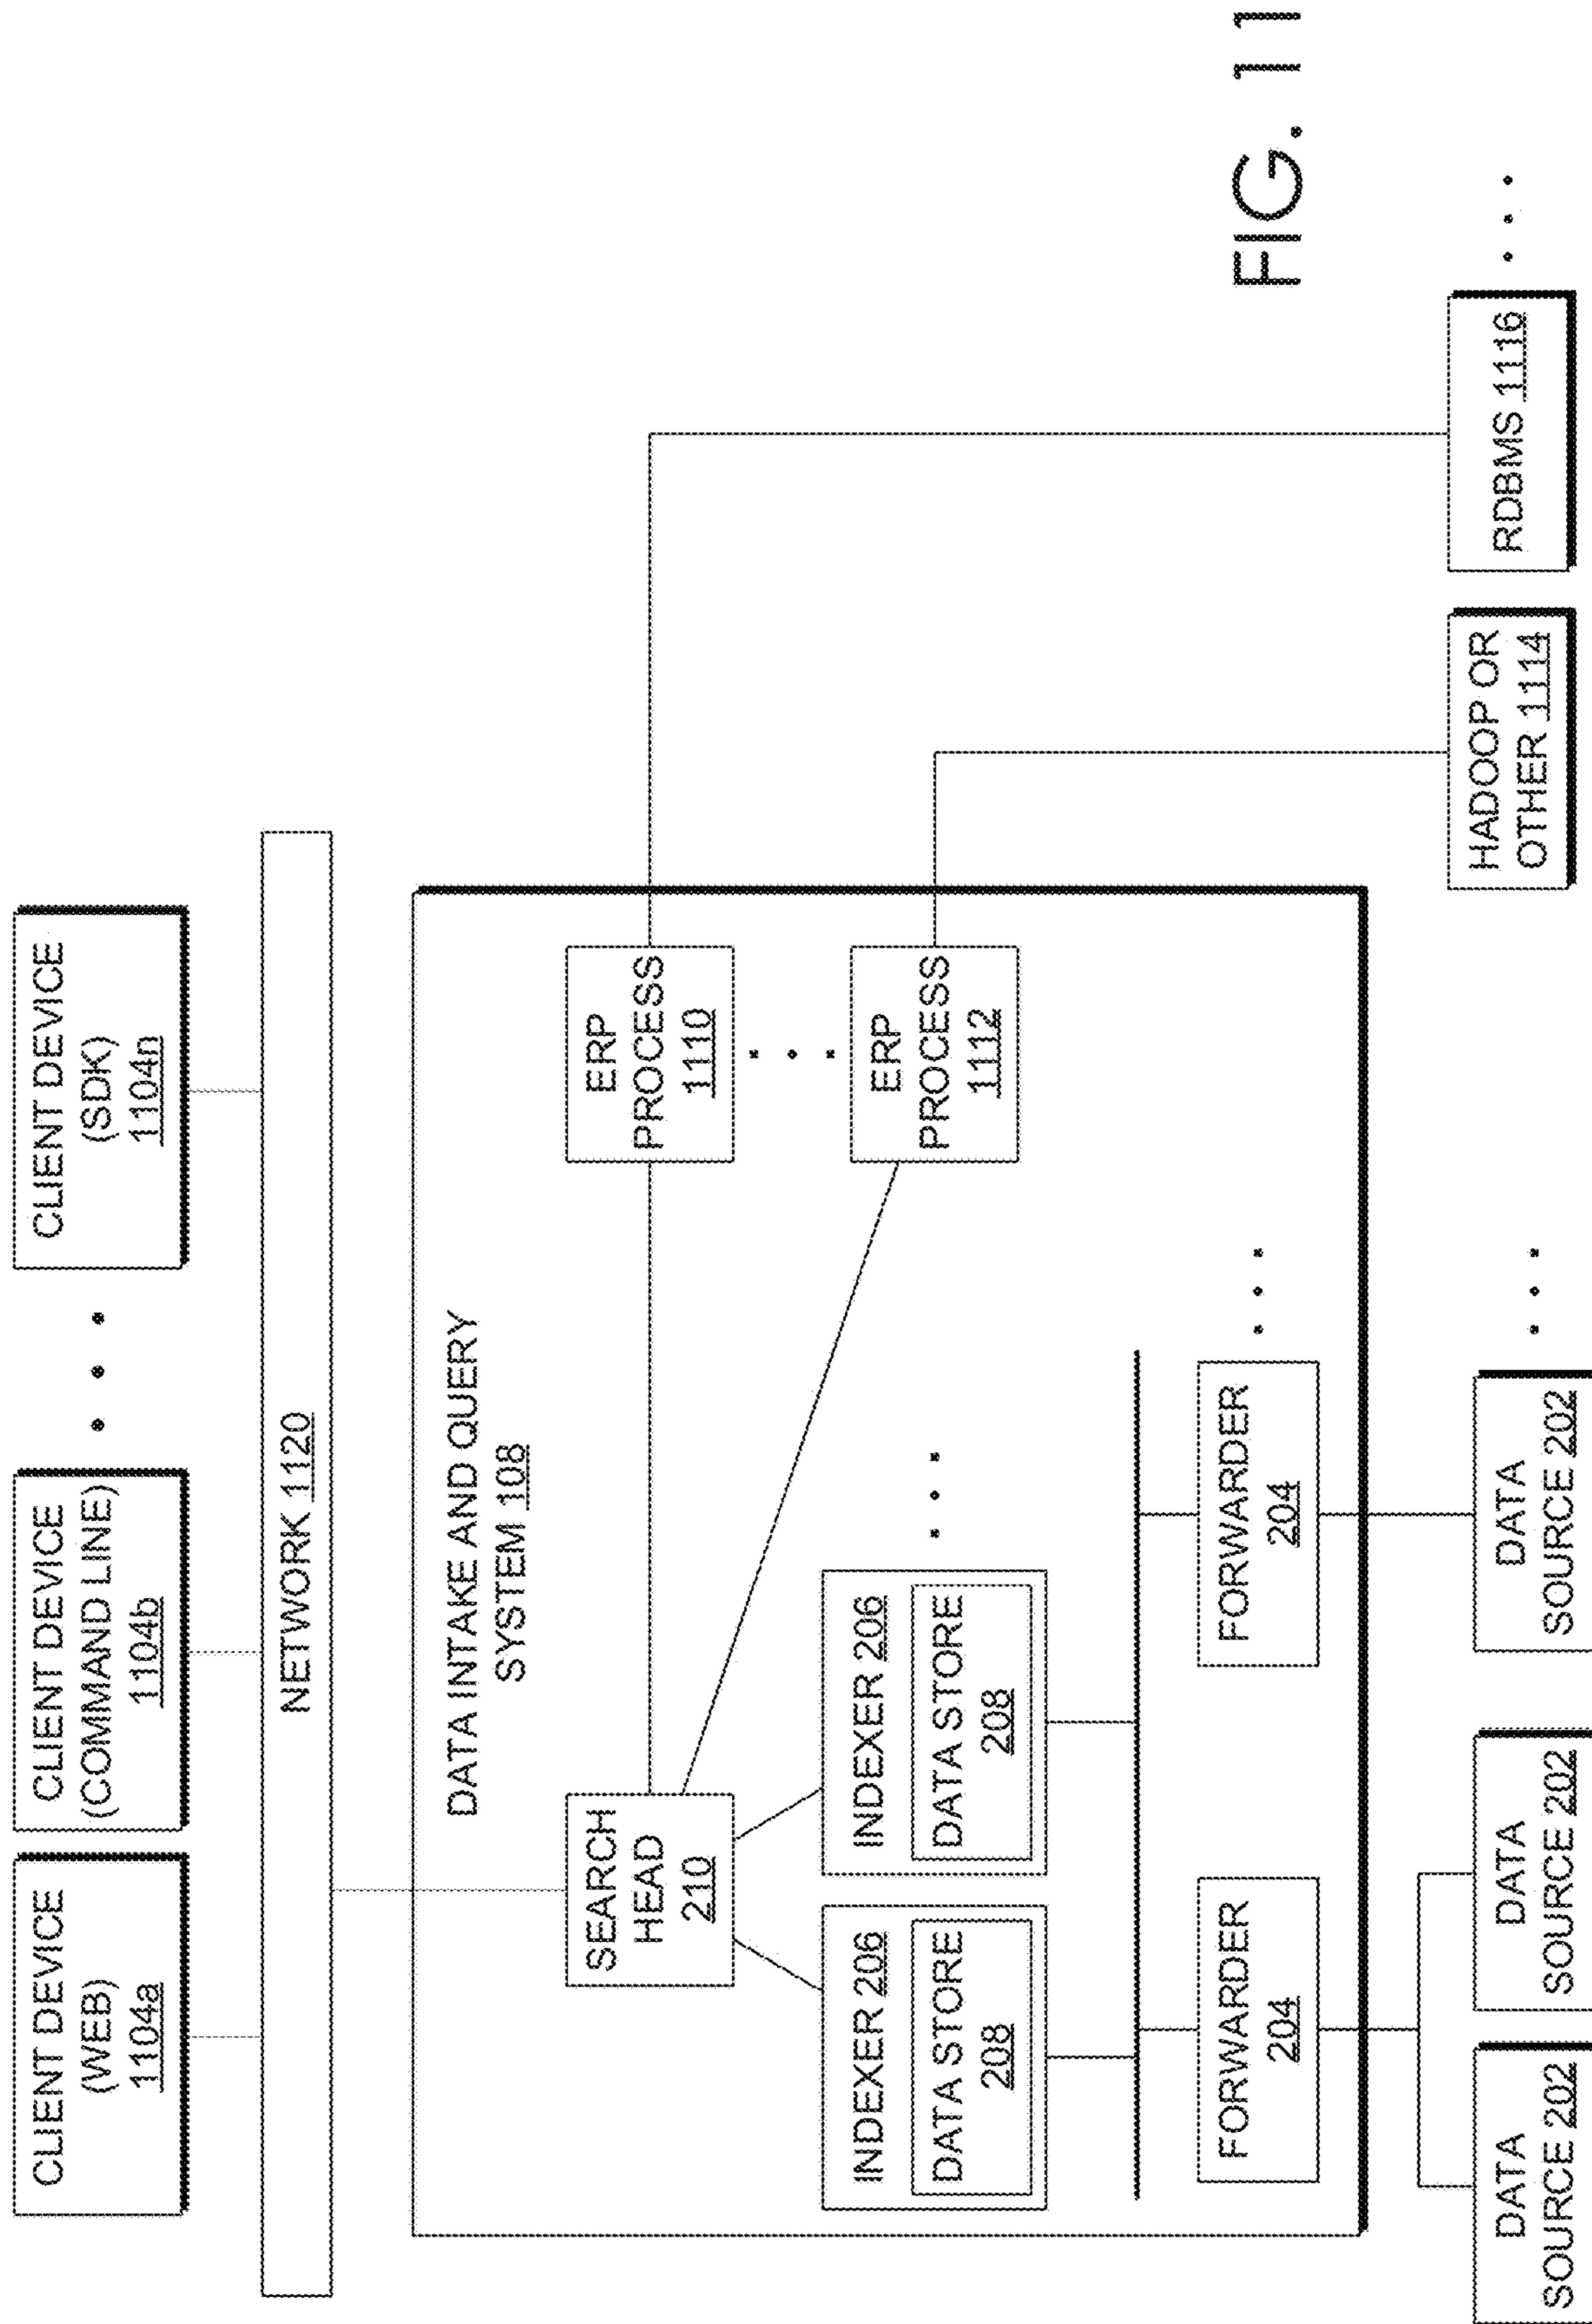 CLIENT DEVICE
(WEB)
1104a
CLIENT DEVICE
(COMMAND LINE)
1104b
CLIENT DEVICE
(SDK)
1104n
NETWORK 1120
DATA INTAKE AND QUERY
SYSTEM 108
SEARCH
HEAD
210
ERP
PROCESS
1110
ERP
PROCESS
1112
INDEXER 206
DATA STORE
208
INDEXER 206
DATA STORE
208
FORWARDER
204
FORWARDER
204
DATA
SOURCE 202
DATA
SOURCE 202
DATA
SOURCE 202
HADOOP OR
OTHER 1114
RDBMS 1116
FIG. 11